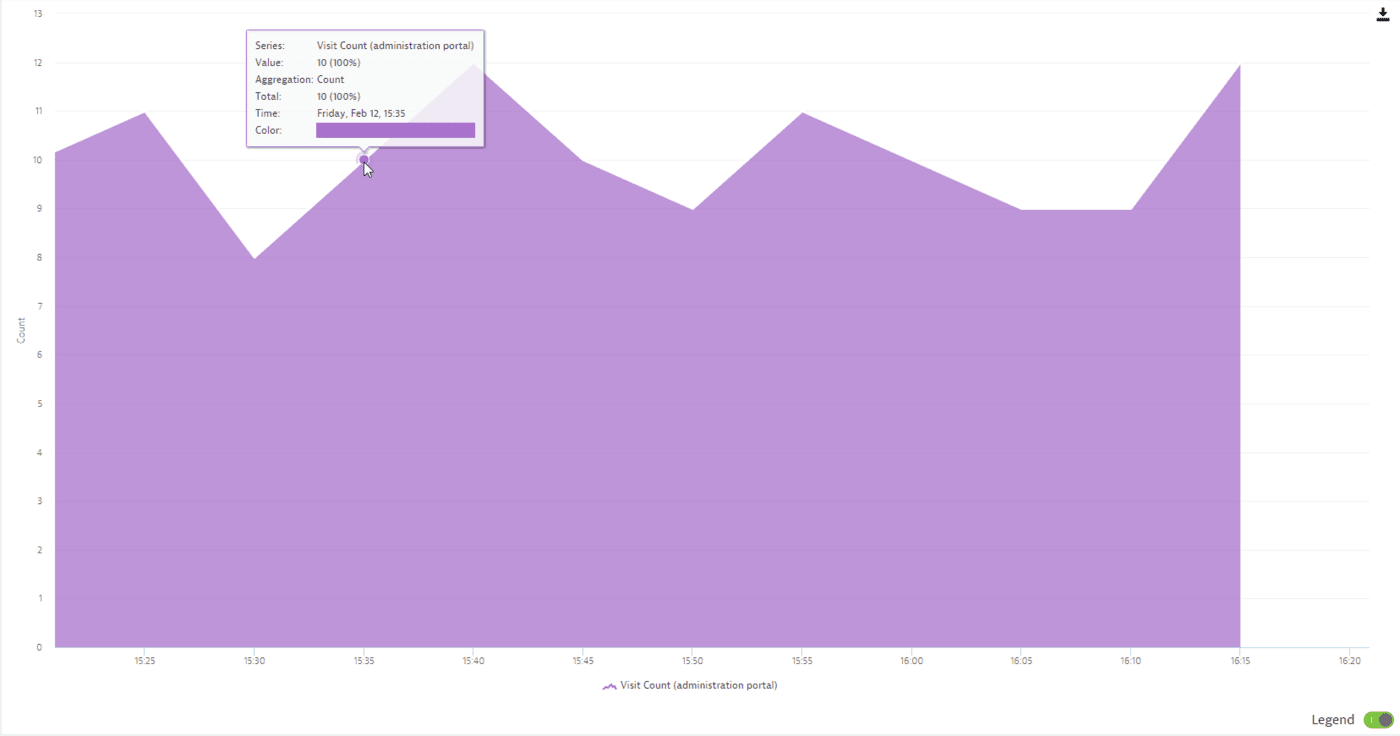 13
12
11
10
9
8
7
6
5
4
3
2
1
0
Count
Series: Visit Count (administration portal)
Value: 10 (100%)
Aggregation: Count
Total: 10 (100%)
Time: Friday, Feb 12, 15:35
Color:
15:25 15:30 15:35 15:40 15:45 15:50 15:55 16:00 16:05 16:10 16:15 16:20
Visit Count (administration portal)
Legend